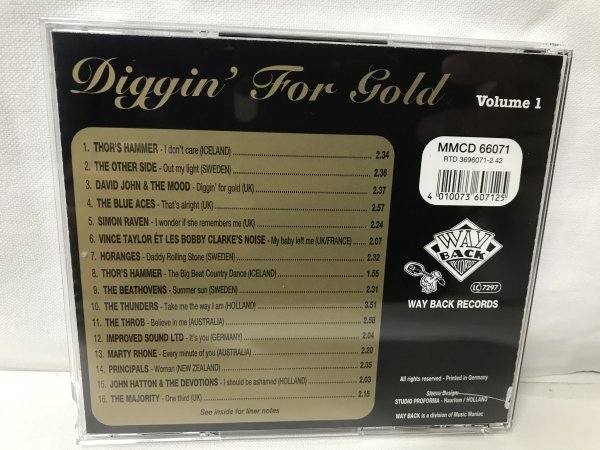 Diggin' For Gold
Volume 1
1. THOR'S HAMMER - I don't care (ICELAND) 2.34
2. THE OTHER SIDE - Out my light (SWEDEN) 2.36
3. DAVID JOHN & THE MOOD - Diggin' for gold (UK) 2.37
4. THE BLUE ACES - That's alright (UK) 2.57
5. SIMON RAVEN - I wonder if she remembers me (UK) 2.24
6. VINCE TAYLOR ÉT LES BOBBY CLARKE'S NOISE - My baby left me (UK/FRANCE) 2.07
7. HORANGES - Daddy Rolling Stone (SWEDEN) 2.32
8. THOR'S HAMMER - The Big Beat Country Dance (ICELAND) 1.55
9. THE BEATHOVENS - Summer sun (SWEDEN) 2.31
10. THE THUNDERS - Take me the way I am (HOLLAND) 3.51
11. THE THROB - Believe in me (AUSTRALIA) 2.58
12. IMPROVED SOUND LTD - It's you (GERMANY) 2.04
13. MARTY RHONE - Every minute of you (AUSTRALIA) 2.20
14. PRINCIPALS - Woman (NEW ZEALAND) 2.35
15. JOHN HATTON & THE DEVOTIONS - I should be ashamed (HOLLAND) 2.03
16. THE MAJORITY - One third (UK) 2.15
See inside for liner notes
MMCD 66071
RTD 3696071-2 42
4 010073 607125
WAY
BACK
RECORDS
LC 7297
WAY BACK RECORDS
All rights reserved - Printed in Germany
Sleeve Design:
STUDIO PROFORMA - Haarlem / HOLLAND
WAY BACK is a division of Music Maniac